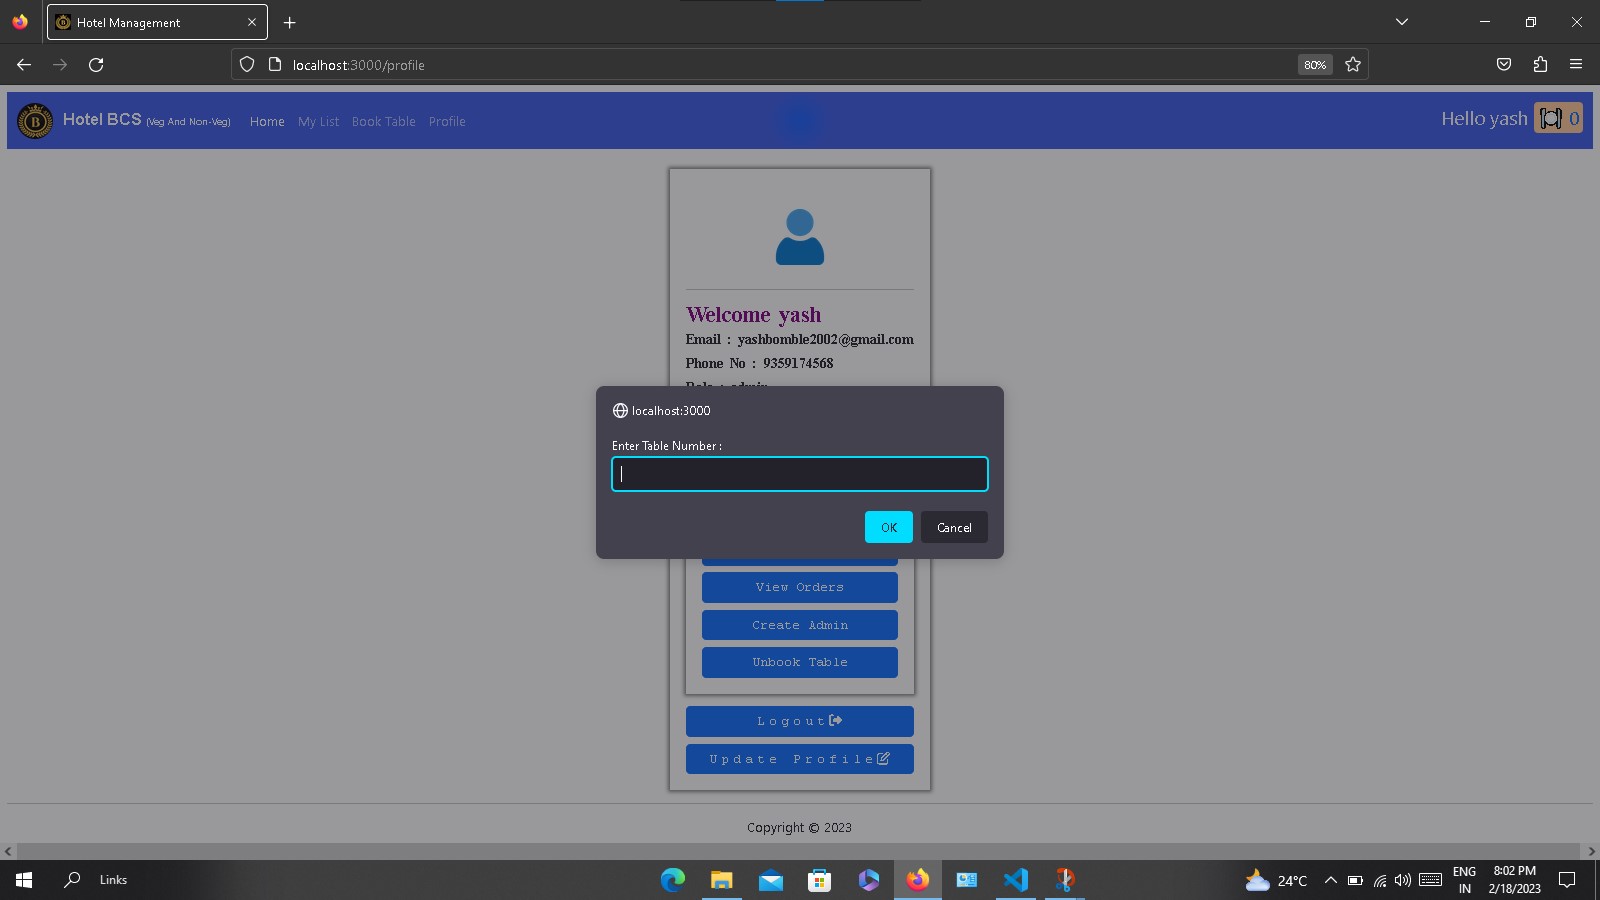 Hotel Management
localhost:3000/profile
80%
B Hotel BCS (Veg And Non-Veg) Home My List Book Table Profile
Hello yash 0
Welcome yash
Email : yashbomble2002@gmail.com
Phone No : 9359174568
Role : admin
localhost:3000
Enter Table Number :
OK Cancel
View Orders
Create Admin
Unbook Table
Logout
Update Profile
Copyright © 2023
Links
24°C
ENG
IN
8:02 PM
2/18/2023